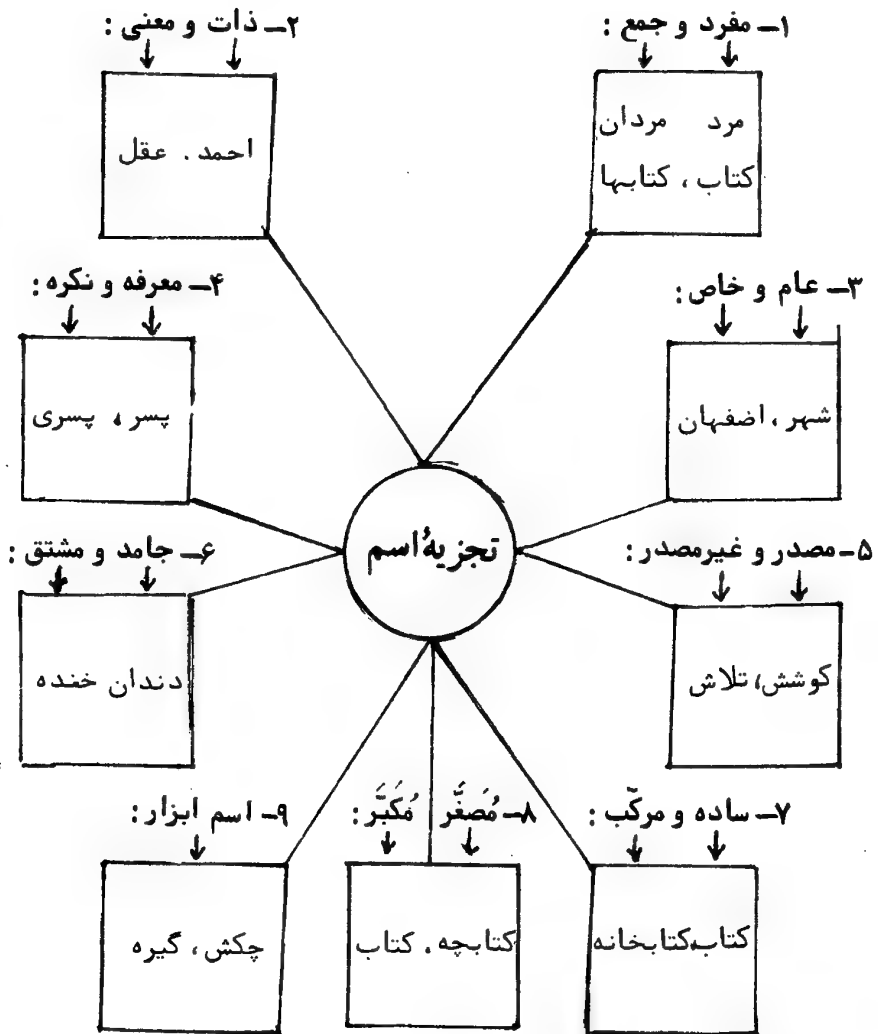 ۱ـ مفرد و جمع :
مرد    مردان
کتاب ، کتابها
۲ـ ذات و معنی :
احمد . عقل
۳ـ عام و خاص :
شهر ، اضفهان
۴ـ معرفه و نکره :
پسر ، پسری
تجزیهٔ اسم
۵ـ مصدر و غیرمصدر :
کوشش، تلاش
۶ـ جامد و مشتق :
دندان خنده
۷ـ ساده و مرکّب :
کتاب،کتابخانه
۸ـ مُصَغَّر مُکَبَّر :
کتابچه . کتاب
۹ـ اسم ابزار :
چکش ، گیره